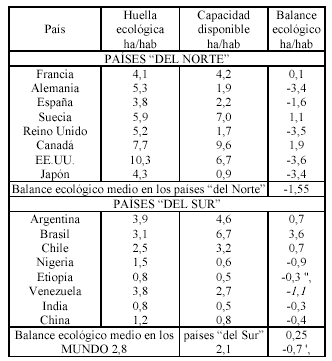 País Huella ecológica ha/hab Capacidad disponible ha/hab Balance ecológico ha/hab
PAÍSES “DEL NORTE”
Francia 4,1 4,2 0,1
Alemania 5,3 1,9 -3,4
España 3,8 2,2 -1,6
Suecia 5,9 7,0 1,1
Reino Unido 5,2 1,7 -3,5
Canadá 7,7 9,6 1,9
EE.UU. 10,3 6,7 -3,6
Japón 4,3 0,9 -3,4
Balance ecológico medio en los países “del Norte” -1,55
PAÍSES “DEL SUR”
Argentina 3,9 4,6 0,7
Brasil 3,1 6,7 3,6
Chile 2,5 3,2 0,7
Nigeria 1,5 0,6 -0,9
Etiopía 0,8 0,5 -0,3 ",
Venezuela 3,8 2,7 -1,1
India 0,8 0,5 -0,3
China 1,2 0,8 -0,4
Balance ecológico medio en los países “del Sur” 0,25
MUNDO 2,8 2,1 -0,7 ',